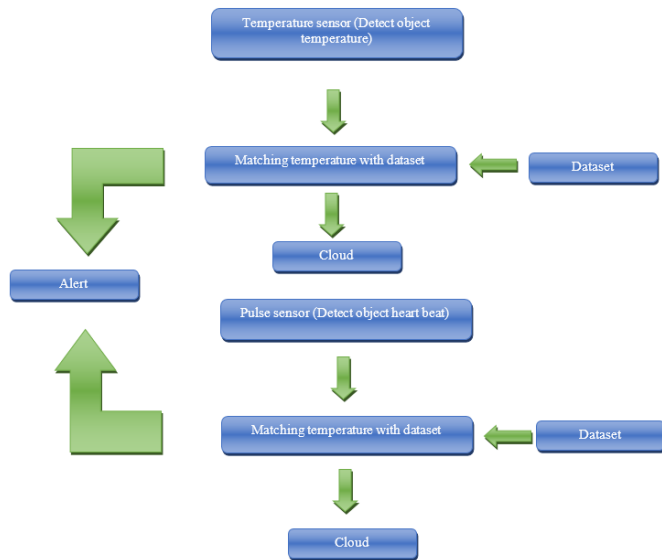 Temperature sensor (Detect object
temperature)
Matching temperature with dataset
Dataset
Cloud
Alert
Pulse sensor (Detect object heart beat)
Matching temperature with dataset
Dataset
Cloud